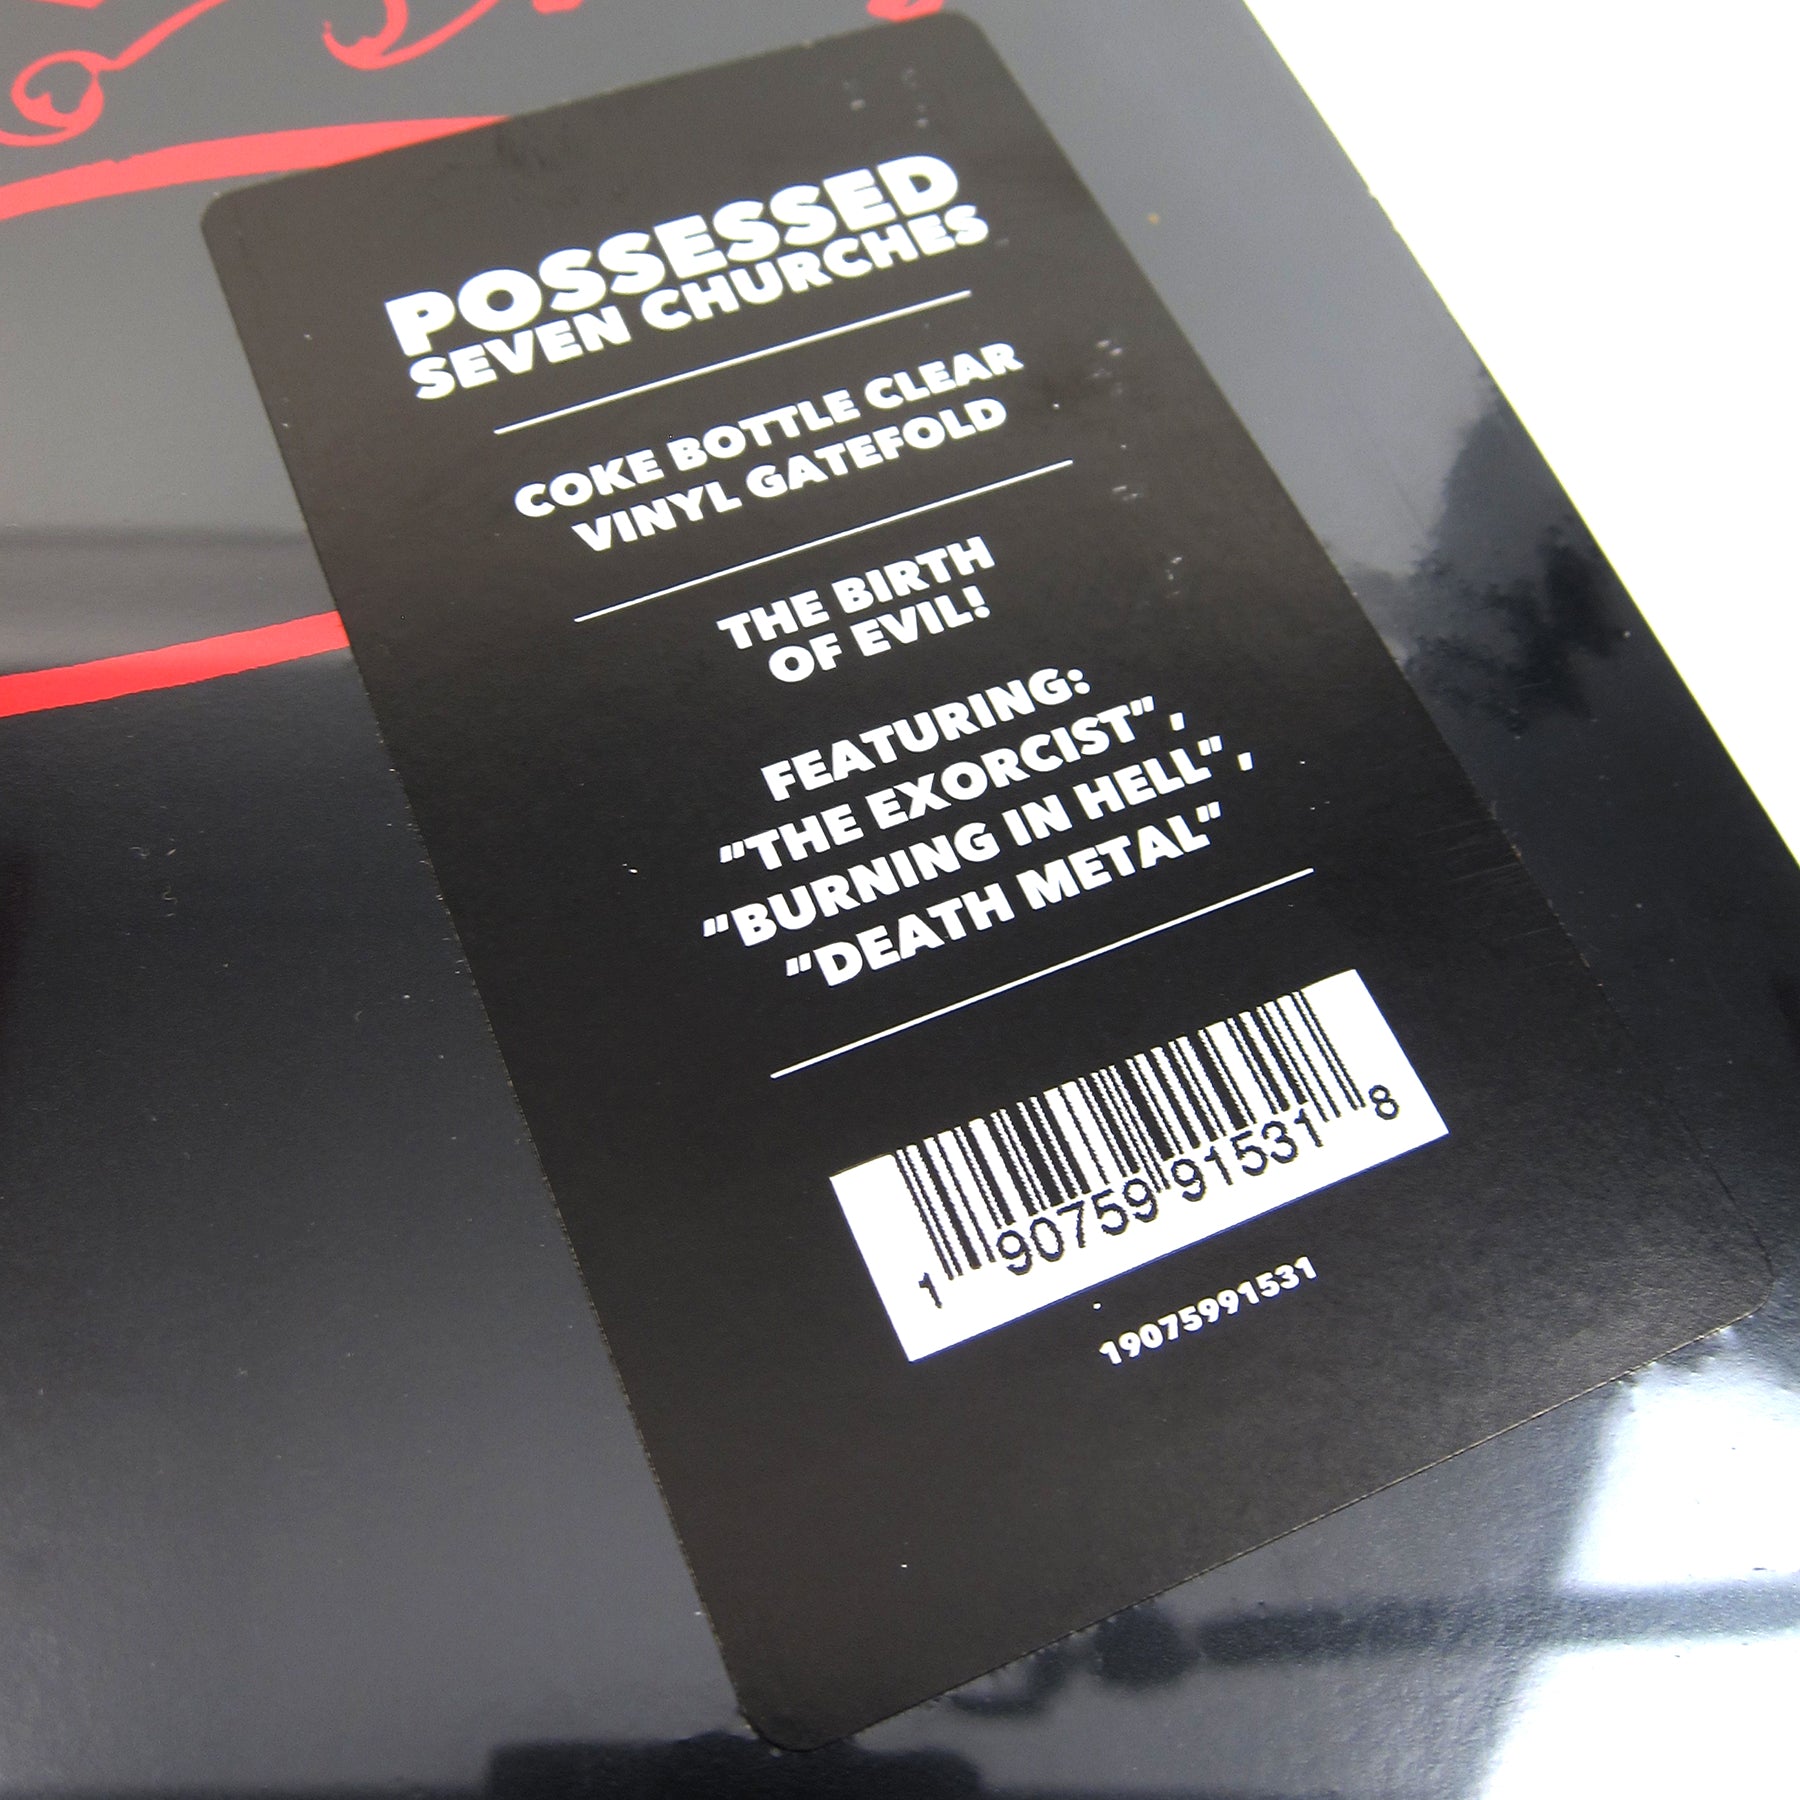 POSSESSED
SEVEN CHURCHES
COKE BOTTLE CLEAR
VINYL GATEFOLD
THE BIRTH
OF EVIL!
FEATURING:
“THE EXORCIST” ,
“BURNING IN HELL” ,
“DEATH METAL”
1 90759 91531 8
19075991531